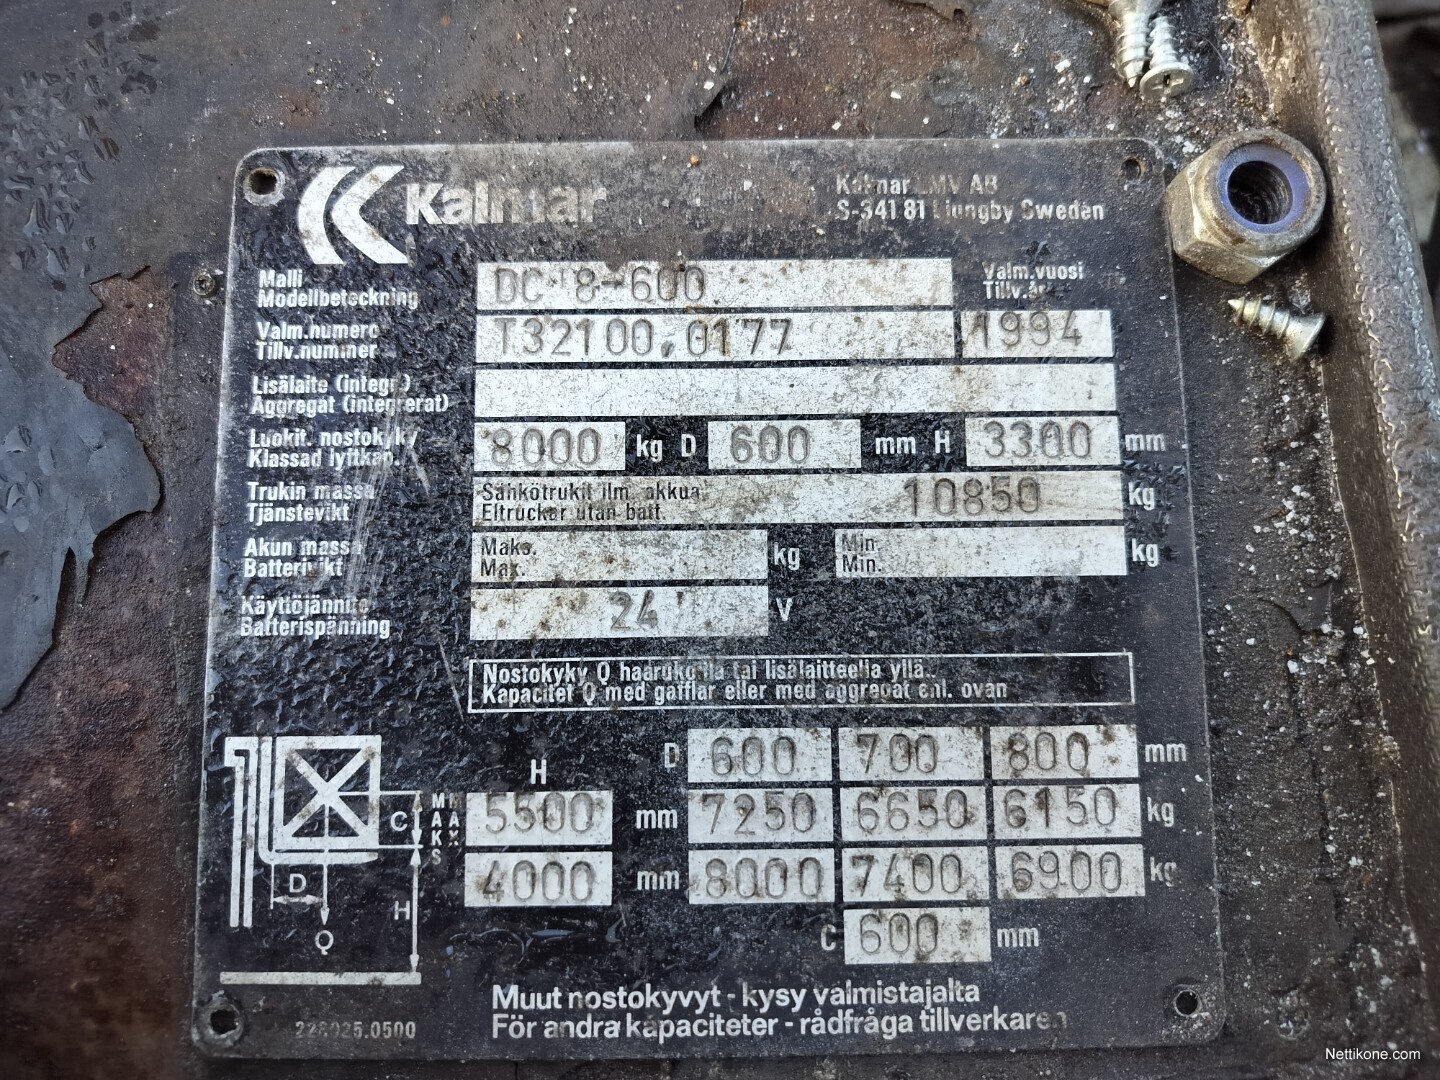 Kalmar
Kalmar LMV AB
S-341 81 Ljungby Sweden
Malli
Modellbeteckning
DC 8-600
Valm.vuosi
Tillv.år
Valm.numero
Tillv.nummer
T32100,0177
1994
Lisälaite (integr.)
Aggregat (integrerat)
Luokit. nostokyky
Klassad lyftkap.
8000 kg D 600 mm H 3300 mm
Trukin massa
Tjänstevikt
Sähkötrukit ilm. akkua
Eltruckar utan batt.
10850 kg
Akun massa
Batterivikt
Maks.
Max.
kg
Min.
Min.
kg
Käyttöjännite
Batterispänning
24 V
Nostokyky Q haarukoilla tai lisälaitteella yllä.
Kapacitet Q med gafflar eller med aggregat enl. ovan
H
D 600 700 800 mm
5500 mm 7250 6650 6150 kg
4000 mm 8000 7400 6900 kg
C 600 mm
C
MAKS
MAX
D
H
Q
Muut nostokyvyt - kysy valmistajalta
För andra kapaciteter - rådfråga tillverkaren
Nettikone.com